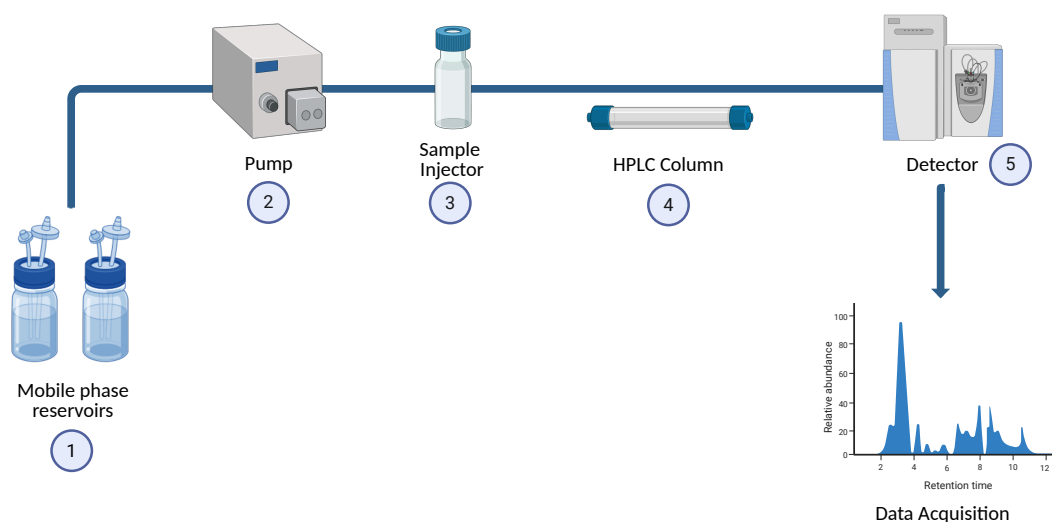 Pump
2
Sample
Injector
3
HPLC Column
4
Detector
5
Mobile phase
reservoirs
1
Relative abundance
100
80
60
40
20
0
2 4 6 8 10 12
Retention time
Data Acquisition